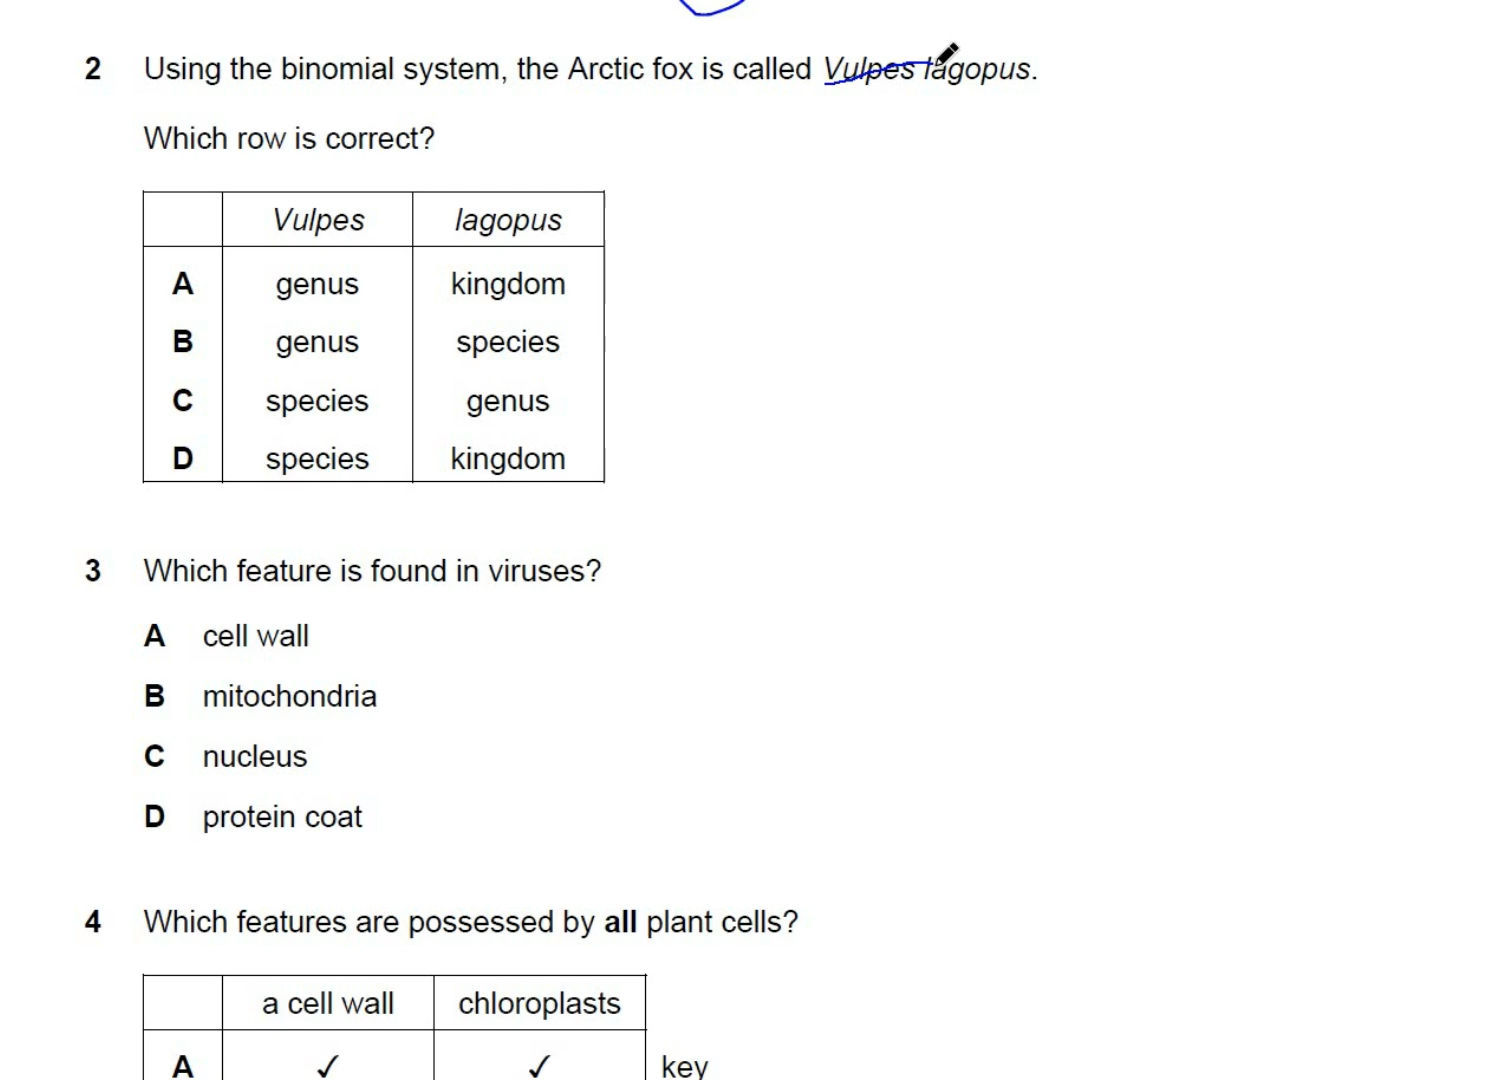 2 Using the binomial system, the Arctic fox is called Vulpes lagopus.
Which row is correct?
Vulpes lagopus
A genus kingdom
B genus species
C species genus
D species kingdom
3 Which feature is found in viruses?
A cell wall
B mitochondria
C nucleus
D protein coat
4 Which features are possessed by all plant cells?
a cell wall chloroplasts
A ✓ ✓ key